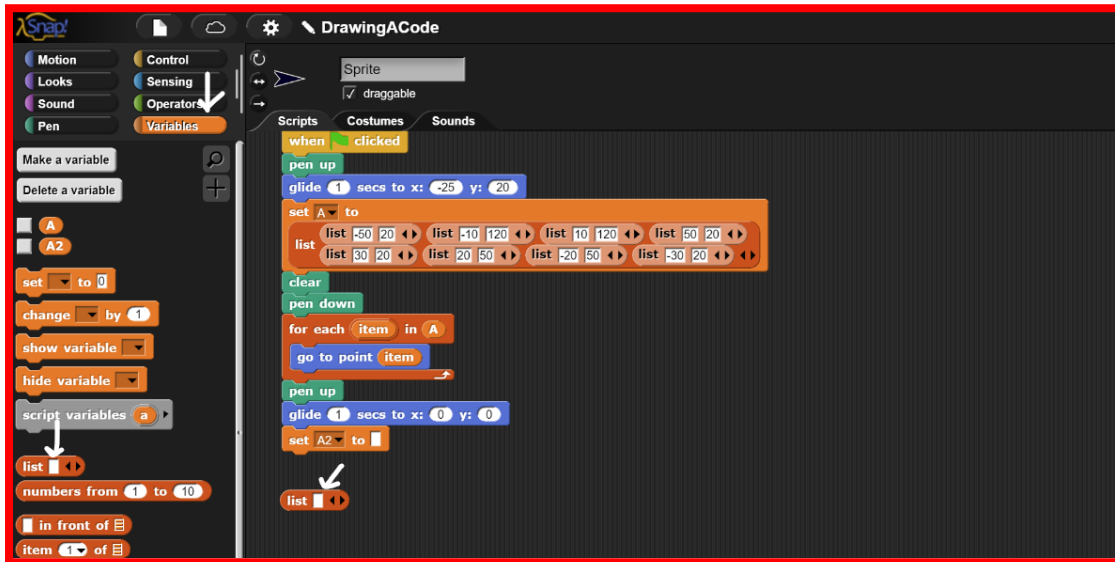 λSnap! DrawingACode
Motion Control
Looks Sensing
Sound Operators
Pen Variables
Make a variable
Delete a variable
A
A2
set to 0
change by 1
show variable
hide variable
script variables a
list
numbers from 1 to 10
in front of
item 1 of
Sprite
draggable
Scripts Costumes Sounds
when clicked
pen up
glide 1 secs to x: -25 y: 20
set A to
list
list -50 20 list -10 120 list 10 120 list 50 20
list 30 20 list 20 50 list -20 50 list -30 20
clear
pen down
for each item in A
go to point item
pen up
glide 1 secs to x: 0 y: 0
set A2 to
list